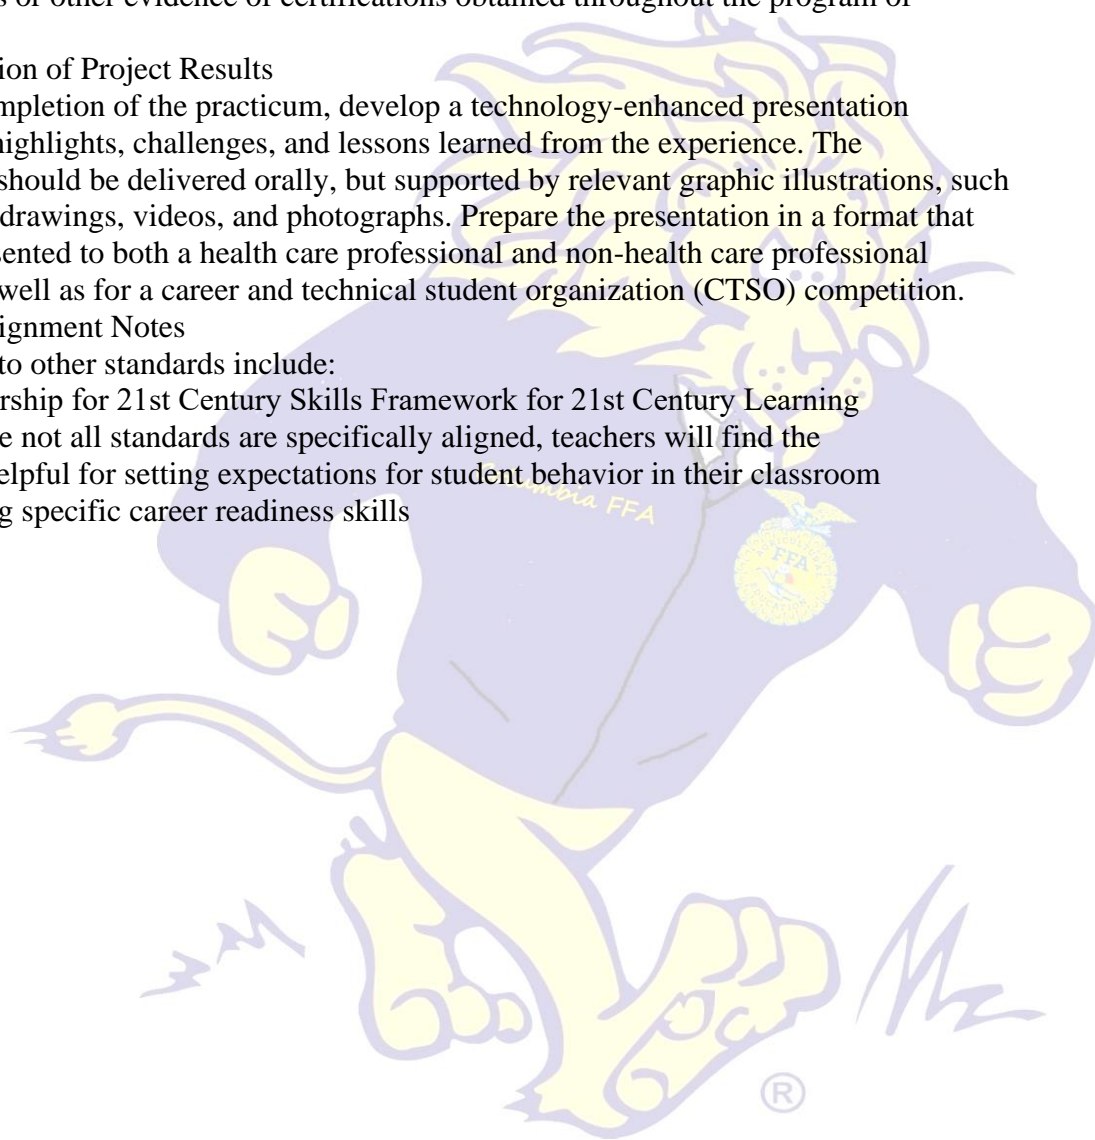 s or other evidence of certifications obtained throughout the program of
ion of Project Results
mpletion of the practicum, develop a technology-enhanced presentation
highlights, challenges, and lessons learned from the experience. The
should be delivered orally, but supported by relevant graphic illustrations, such
drawings, videos, and photographs. Prepare the presentation in a format that
sented to both a health care professional and non-health care professional
well as for a career and technical student organization (CTSO) competition.
ignment Notes
to other standards include:
rship for 21st Century Skills Framework for 21st Century Learning
e not all standards are specifically aligned, teachers will find the
elpful for setting expectations for student behavior in their classroom
g specific career readiness skills
Columbia FFA
AGRICULTURAL
FFA
EDUCATION
®